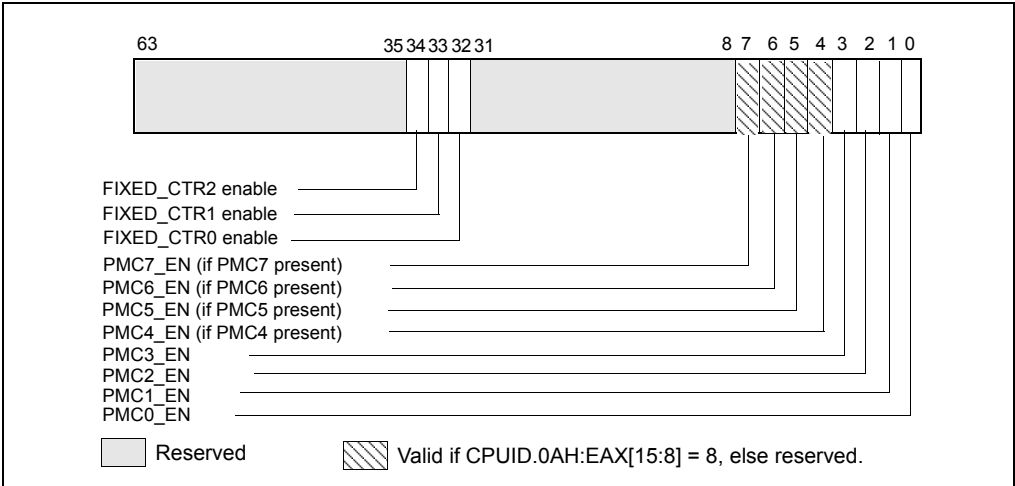 63 35 34 33 32 31 8 7 6 5 4 3 2 1 0
FIXED_CTR2 enable
FIXED_CTR1 enable
FIXED_CTR0 enable
PMC7_EN (if PMC7 present)
PMC6_EN (if PMC6 present)
PMC5_EN (if PMC5 present)
PMC4_EN (if PMC4 present)
PMC3_EN
PMC2_EN
PMC1_EN
PMC0_EN
Reserved Valid if CPUID.0AH:EAX[15:8] = 8, else reserved.